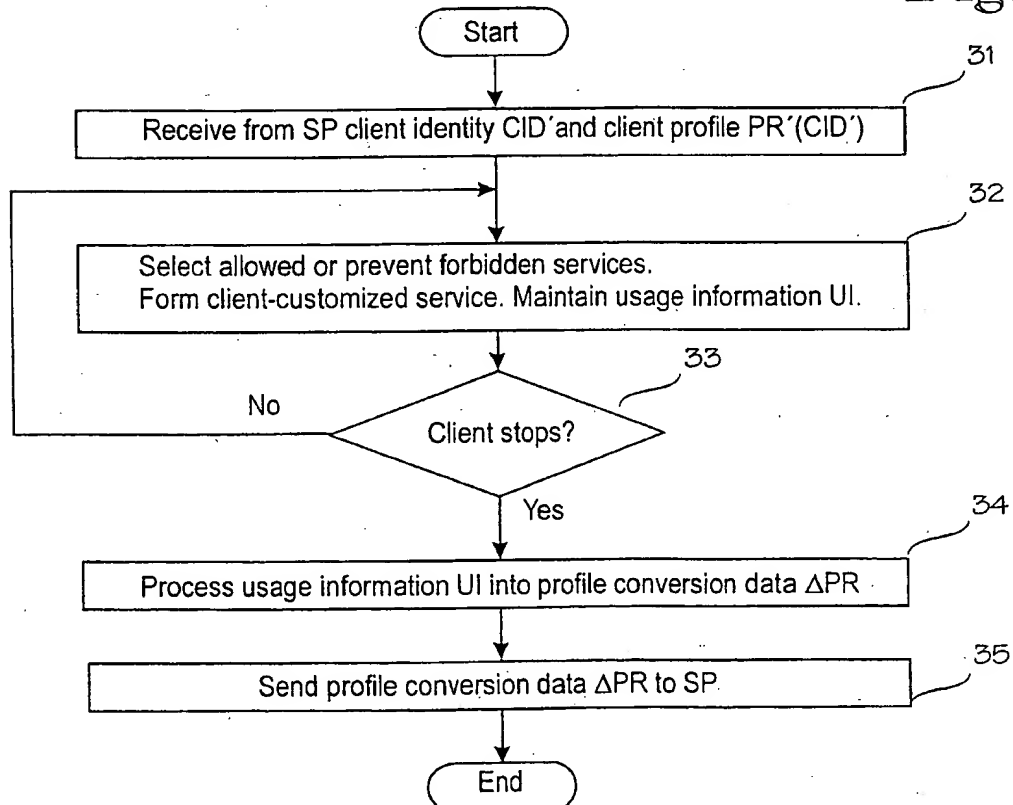 Start
31
Receive from SP client identity CID´and client profile PR´(CID´)
32
Select allowed or prevent forbidden services.
Form client-customized service. Maintain usage information UI.
33
No
Client stops?
Yes
34
Process usage information UI into profile conversion data ΔPR
35
Send profile conversion data ΔPR to SP
End